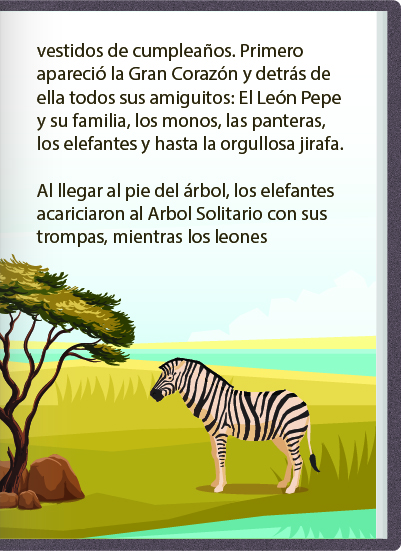 vestidos de cumpleaños. Primero
apareció la Gran Corazón y detrás de
ella todos sus amiguitos: El León Pepe
y su familia, los monos, las panteras,
los elefantes y hasta la orgullosa jirafa.
Al llegar al pie del árbol, los elefantes
acariciaron al Arbol Solitario con sus
trompas, mientras los leones